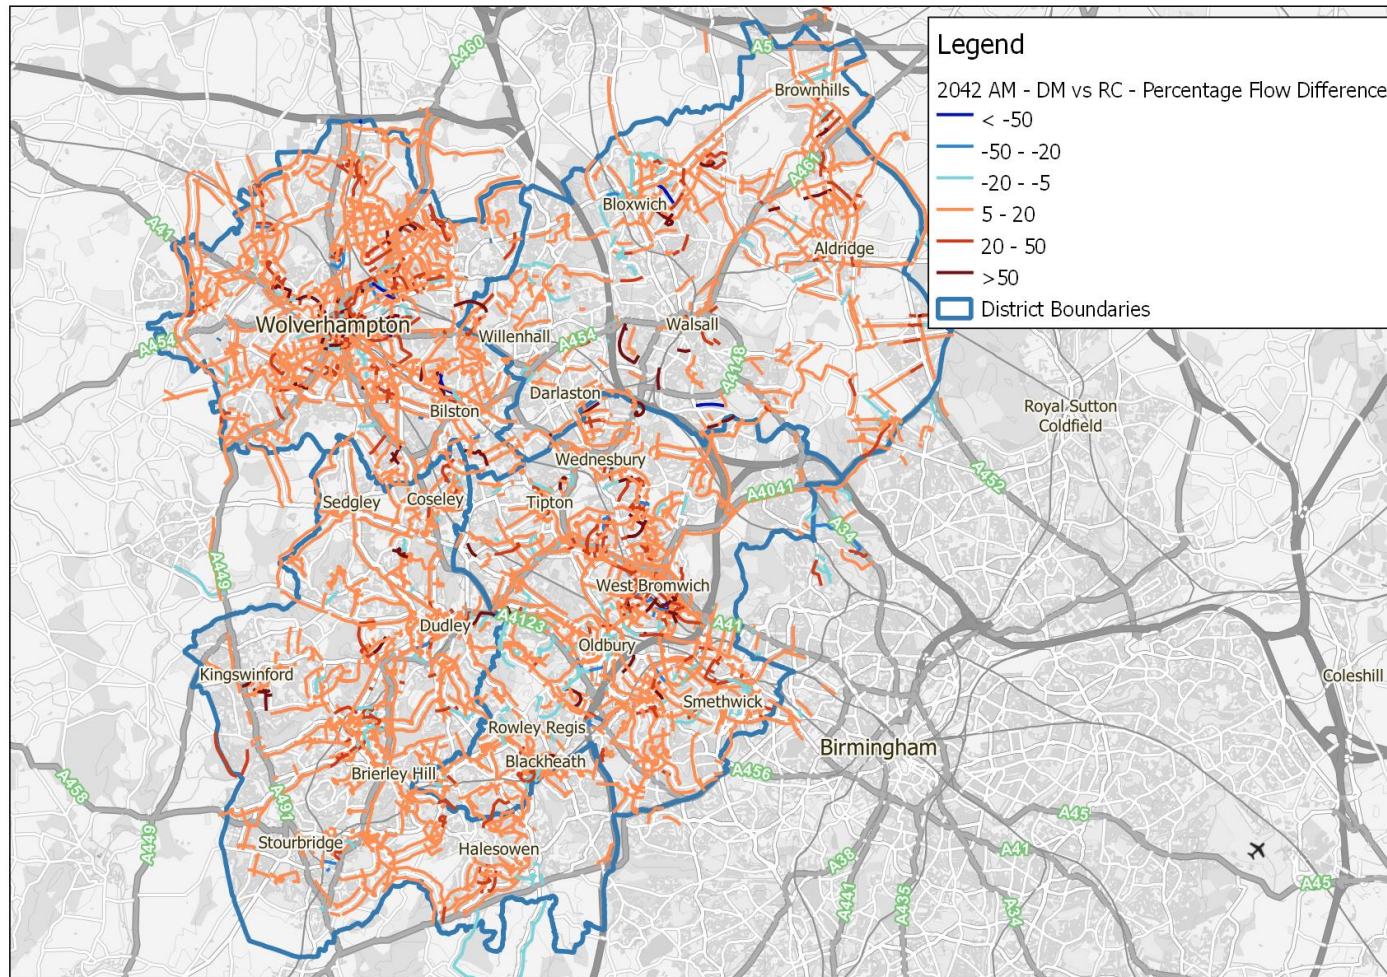 Legend
2042 AM - DM vs RC - Percentage Flow Difference
< -50
-50 - -20
-20 - -5
5 - 20
20 - 50
>50
District Boundaries
A460
A5
Brownhills
A461
Bloxwich
A41
Aldridge
Wolverhampton
Walsall
Willenhall
A454
A454
A4148
Darlaston
Bilston
Royal Sutton
Coldfield
Wednesbury
A452
Sedgley
Coseley
Tipton
A4041
A34
A449
West Bromwich
Dudley
A4123
A41
Oldbury
Kingswinford
Coleshill
Smethwick
Rowley Regis
Birmingham
Blackheath
Brierley Hill
A456
A458
A491
A449
A45
Stourbridge
Halesowen
A38
A41
A441
A435
A34
A45